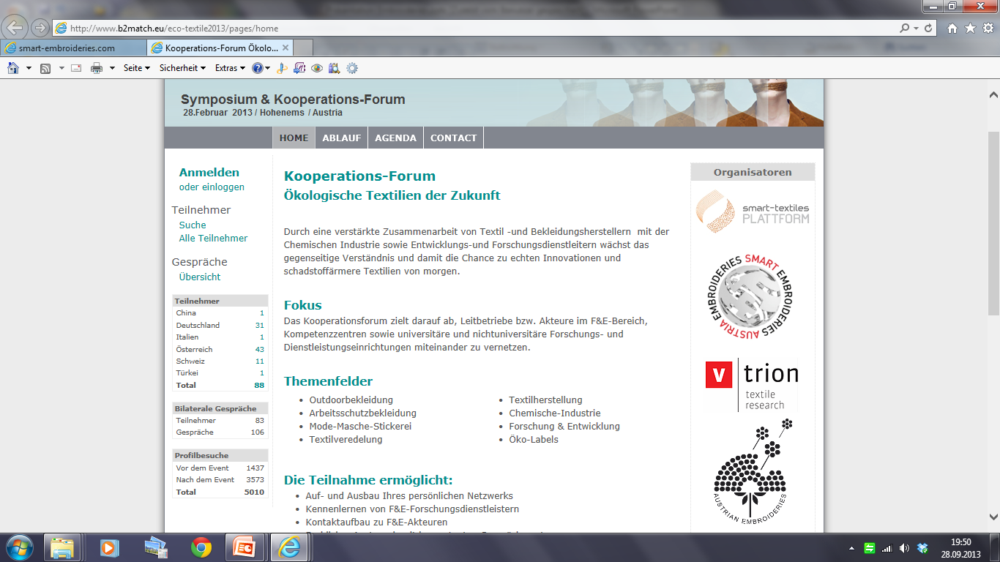 http://www.b2match.eu/eco-textile2013/pages/home
smart-embroideries.com
Kooperations-Forum Ökolo...
Seite
Sicherheit
Extras
Symposium & Kooperations-Forum
28.Februar 2013 / Hohenems / Austria
HOME
ABLAUF
AGENDA
CONTACT
Anmelden
oder einloggen
Teilnehmer
Suche
Alle Teilnehmer
Gespräche
Übersicht
Teilnehmer
China 1
Deutschland 31
Italien 1
Österreich 43
Schweiz 11
Türkei 1
Total 88
Bilaterale Gespräche
Teilnehmer 83
Gespräche 106
Profilbesuche
Vor dem Event 1437
Nach dem Event 3573
Total 5010
Kooperations-Forum
Ökologische Textilien der Zukunft
Durch eine verstärkte Zusammenarbeit von Textil -und Bekleidungsherstellern mit der
Chemischen Industrie sowie Entwicklungs-und Forschungsdienstleitern wächst das
gegenseitige Verständnis und damit die Chance zu echten Innovationen und
schadstoffärmere Textilien von morgen.
Fokus
Das Kooperationsforum zielt darauf ab, Leitbetriebe bzw. Akteure im F&E-Bereich,
Kompetenzzentren sowie universitäre und nichtuniversitäre Forschungs- und
Dienstleistungseinrichtungen miteinander zu vernetzen.
Themenfelder
• Outdoorbekleidung
• Arbeitsschutzbekleidung
• Mode-Masche-Stickerei
• Textilveredelung
• Textilherstellung
• Chemische-Industrie
• Forschung & Entwicklung
• Öko-Labels
Die Teilnahme ermöglicht:
• Auf- und Ausbau Ihres persönlichen Netzwerks
• Kennenlernen von F&E-Forschungsdienstleistern
• Kontaktaufbau zu F&E-Akteuren
Organisatoren
smart-textiles
PLATTFORM
SMART EMBROIDERIES AUSTRIA EMBROIDERIES
V trion
textile
research
AUSTRIAN EMBROIDERIES
19:50
28.09.2013